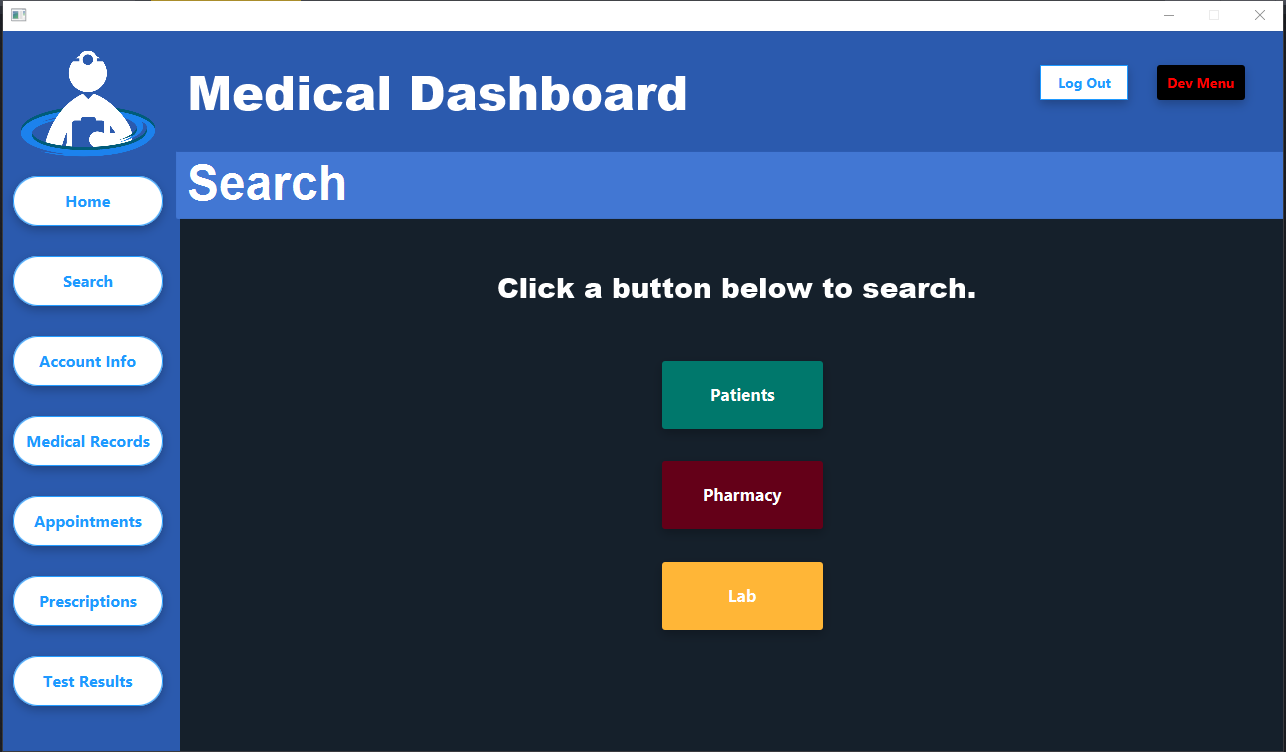 Medical Dashboard
Log Out
Dev Menu
Search
Home
Search
Account Info
Medical Records
Appointments
Prescriptions
Test Results
Click a button below to search.
Patients
Pharmacy
Lab